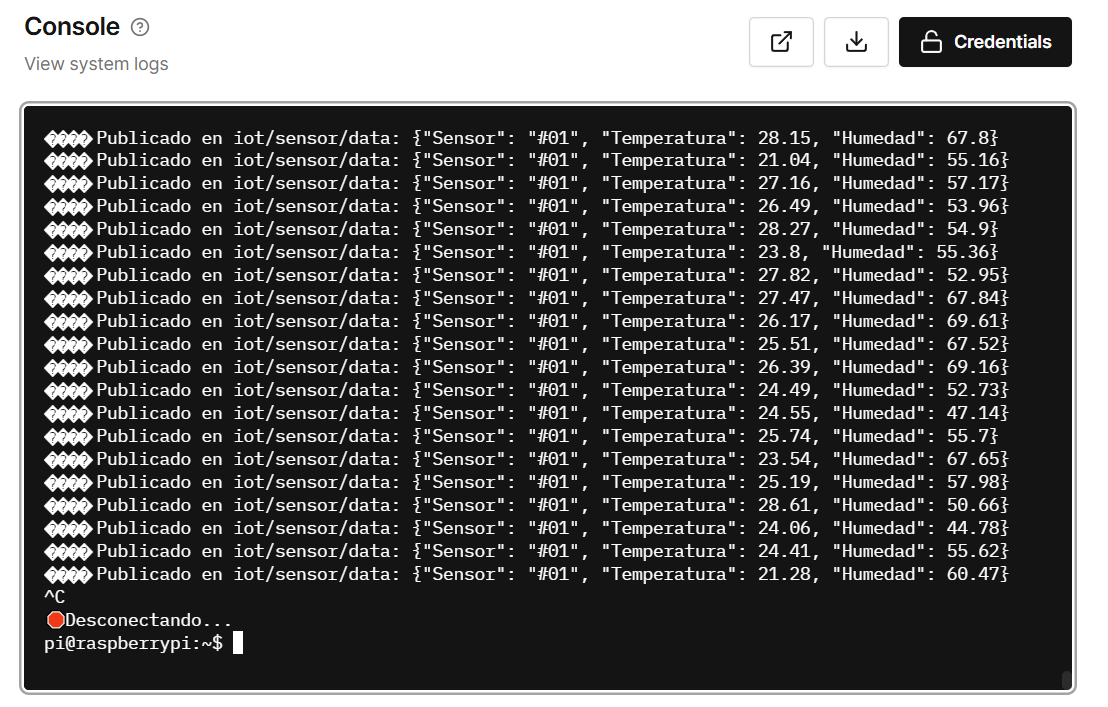 Console
View system logs
Credentials
����Publicado en iot/sensor/data: {"Sensor": "#01", "Temperatura": 28.15, "Humedad": 67.8}
����Publicado en iot/sensor/data: {"Sensor": "#01", "Temperatura": 21.04, "Humedad": 55.16}
����Publicado en iot/sensor/data: {"Sensor": "#01", "Temperatura": 27.16, "Humedad": 57.17}
����Publicado en iot/sensor/data: {"Sensor": "#01", "Temperatura": 26.49, "Humedad": 53.96}
����Publicado en iot/sensor/data: {"Sensor": "#01", "Temperatura": 28.27, "Humedad": 54.9}
����Publicado en iot/sensor/data: {"Sensor": "#01", "Temperatura": 23.8, "Humedad": 55.36}
����Publicado en iot/sensor/data: {"Sensor": "#01", "Temperatura": 27.82, "Humedad": 52.95}
����Publicado en iot/sensor/data: {"Sensor": "#01", "Temperatura": 27.47, "Humedad": 67.84}
����Publicado en iot/sensor/data: {"Sensor": "#01", "Temperatura": 26.17, "Humedad": 69.61}
����Publicado en iot/sensor/data: {"Sensor": "#01", "Temperatura": 25.51, "Humedad": 67.52}
����Publicado en iot/sensor/data: {"Sensor": "#01", "Temperatura": 26.39, "Humedad": 69.16}
����Publicado en iot/sensor/data: {"Sensor": "#01", "Temperatura": 24.49, "Humedad": 52.73}
����Publicado en iot/sensor/data: {"Sensor": "#01", "Temperatura": 24.55, "Humedad": 47.14}
����Publicado en iot/sensor/data: {"Sensor": "#01", "Temperatura": 25.74, "Humedad": 55.7}
����Publicado en iot/sensor/data: {"Sensor": "#01", "Temperatura": 23.54, "Humedad": 67.65}
����Publicado en iot/sensor/data: {"Sensor": "#01", "Temperatura": 25.19, "Humedad": 57.98}
����Publicado en iot/sensor/data: {"Sensor": "#01", "Temperatura": 28.61, "Humedad": 50.66}
����Publicado en iot/sensor/data: {"Sensor": "#01", "Temperatura": 24.06, "Humedad": 44.78}
����Publicado en iot/sensor/data: {"Sensor": "#01", "Temperatura": 24.41, "Humedad": 55.62}
����Publicado en iot/sensor/data: {"Sensor": "#01", "Temperatura": 21.28, "Humedad": 60.47}
^C
🛑Desconectando...
pi@raspberrypi:~$